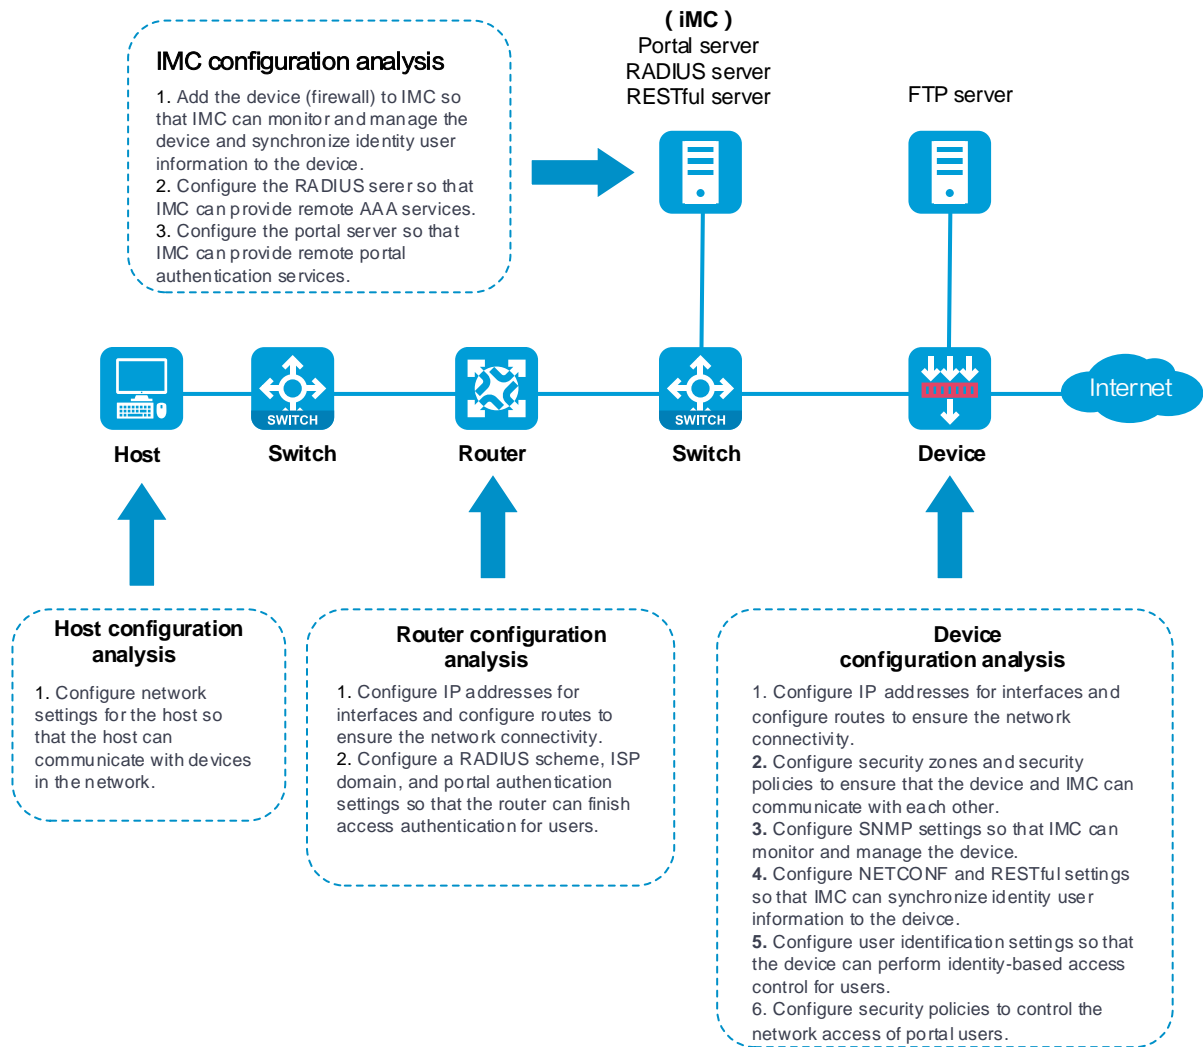 ( iMC )
Portal server
RADIUS server
RESTful server
FTP server
IMC configuration analysis
1. Add the device (firewall) to IMC so
that IMC can monitor and manage the
device and synchronize identity user
information to the device.
2. Configure the RADIUS serer so that
IMC can provide remote AAA services.
3. Configure the portal server so that
IMC can provide remote portal
authentication services.
SWITCH
SWITCH
Internet
Host
Switch
Router
Switch
Device
Host configuration
analysis
1. Configure network
settings for the host so
that the host can
communicate with devices
in the network.
Router configuration
analysis
1. Configure IP addresses for
interfaces and configure routes to
ensure the network connectivity.
2. Configure a RADIUS scheme, ISP
domain, and portal authentication
settings so that the router can finish
access authentication for users.
Device
configuration analysis
1. Configure IP addresses for interfaces and
configure routes to ensure the network
connectivity.
2. Configure security zones and security
policies to ensure that the device and IMC can
communicate with each other.
3. Configure SNMP settings so that IMC can
monitor and manage the device.
4. Configure NETCONF and RESTful settings
so that IMC can synchronize identity user
information to the deivce.
5. Configure user identification settings so that
the device can perform identity-based access
control for users.
6. Configure security policies to control the
network access of portal users.